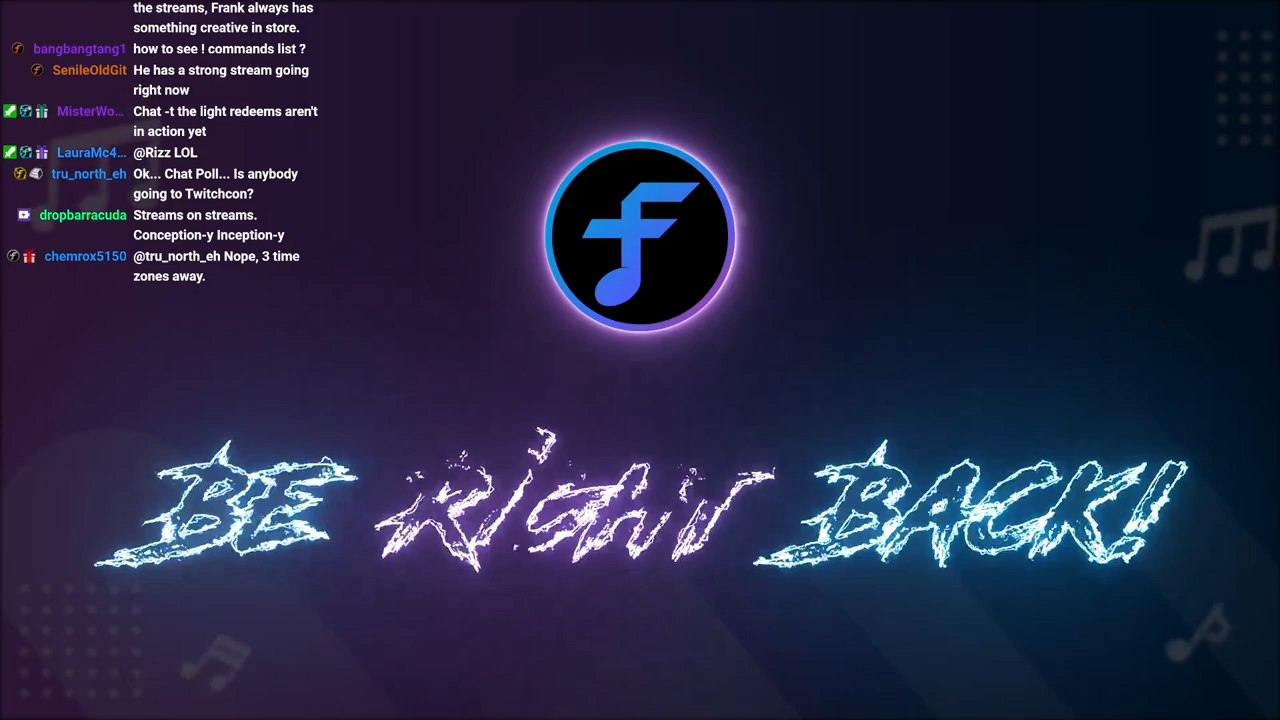 the streams, Frank always has
something creative in store.
bangbangtang1 how to see ! commands list ?
SenileOldGit He has a strong stream going
right now
MisterWo... Chat -t the light redeems aren't
in action yet
LauraMc4... @Rizz LOL
tru_north_eh Ok... Chat Poll... Is anybody
going to Twitchcon?
dropbarracuda Streams on streams.
Conception-y Inception-y
chemrox5150 @tru_north_eh Nope, 3 time
zones away.
BE RIGHT BACK!